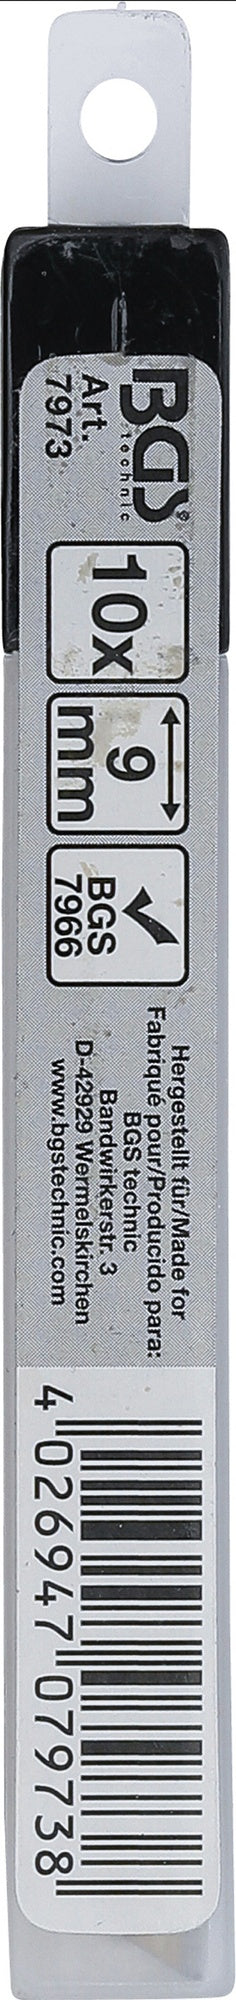 BGS®
technic
Art.
7973
10x
9
mm
BGS
7966
Hergestellt für/Made for
Fabriqué pour/Producido para:
BGS technic
Bandwirkerstr. 3
D-42929 Wermelskirchen
www.bgstechnic.com
4 026947 079738